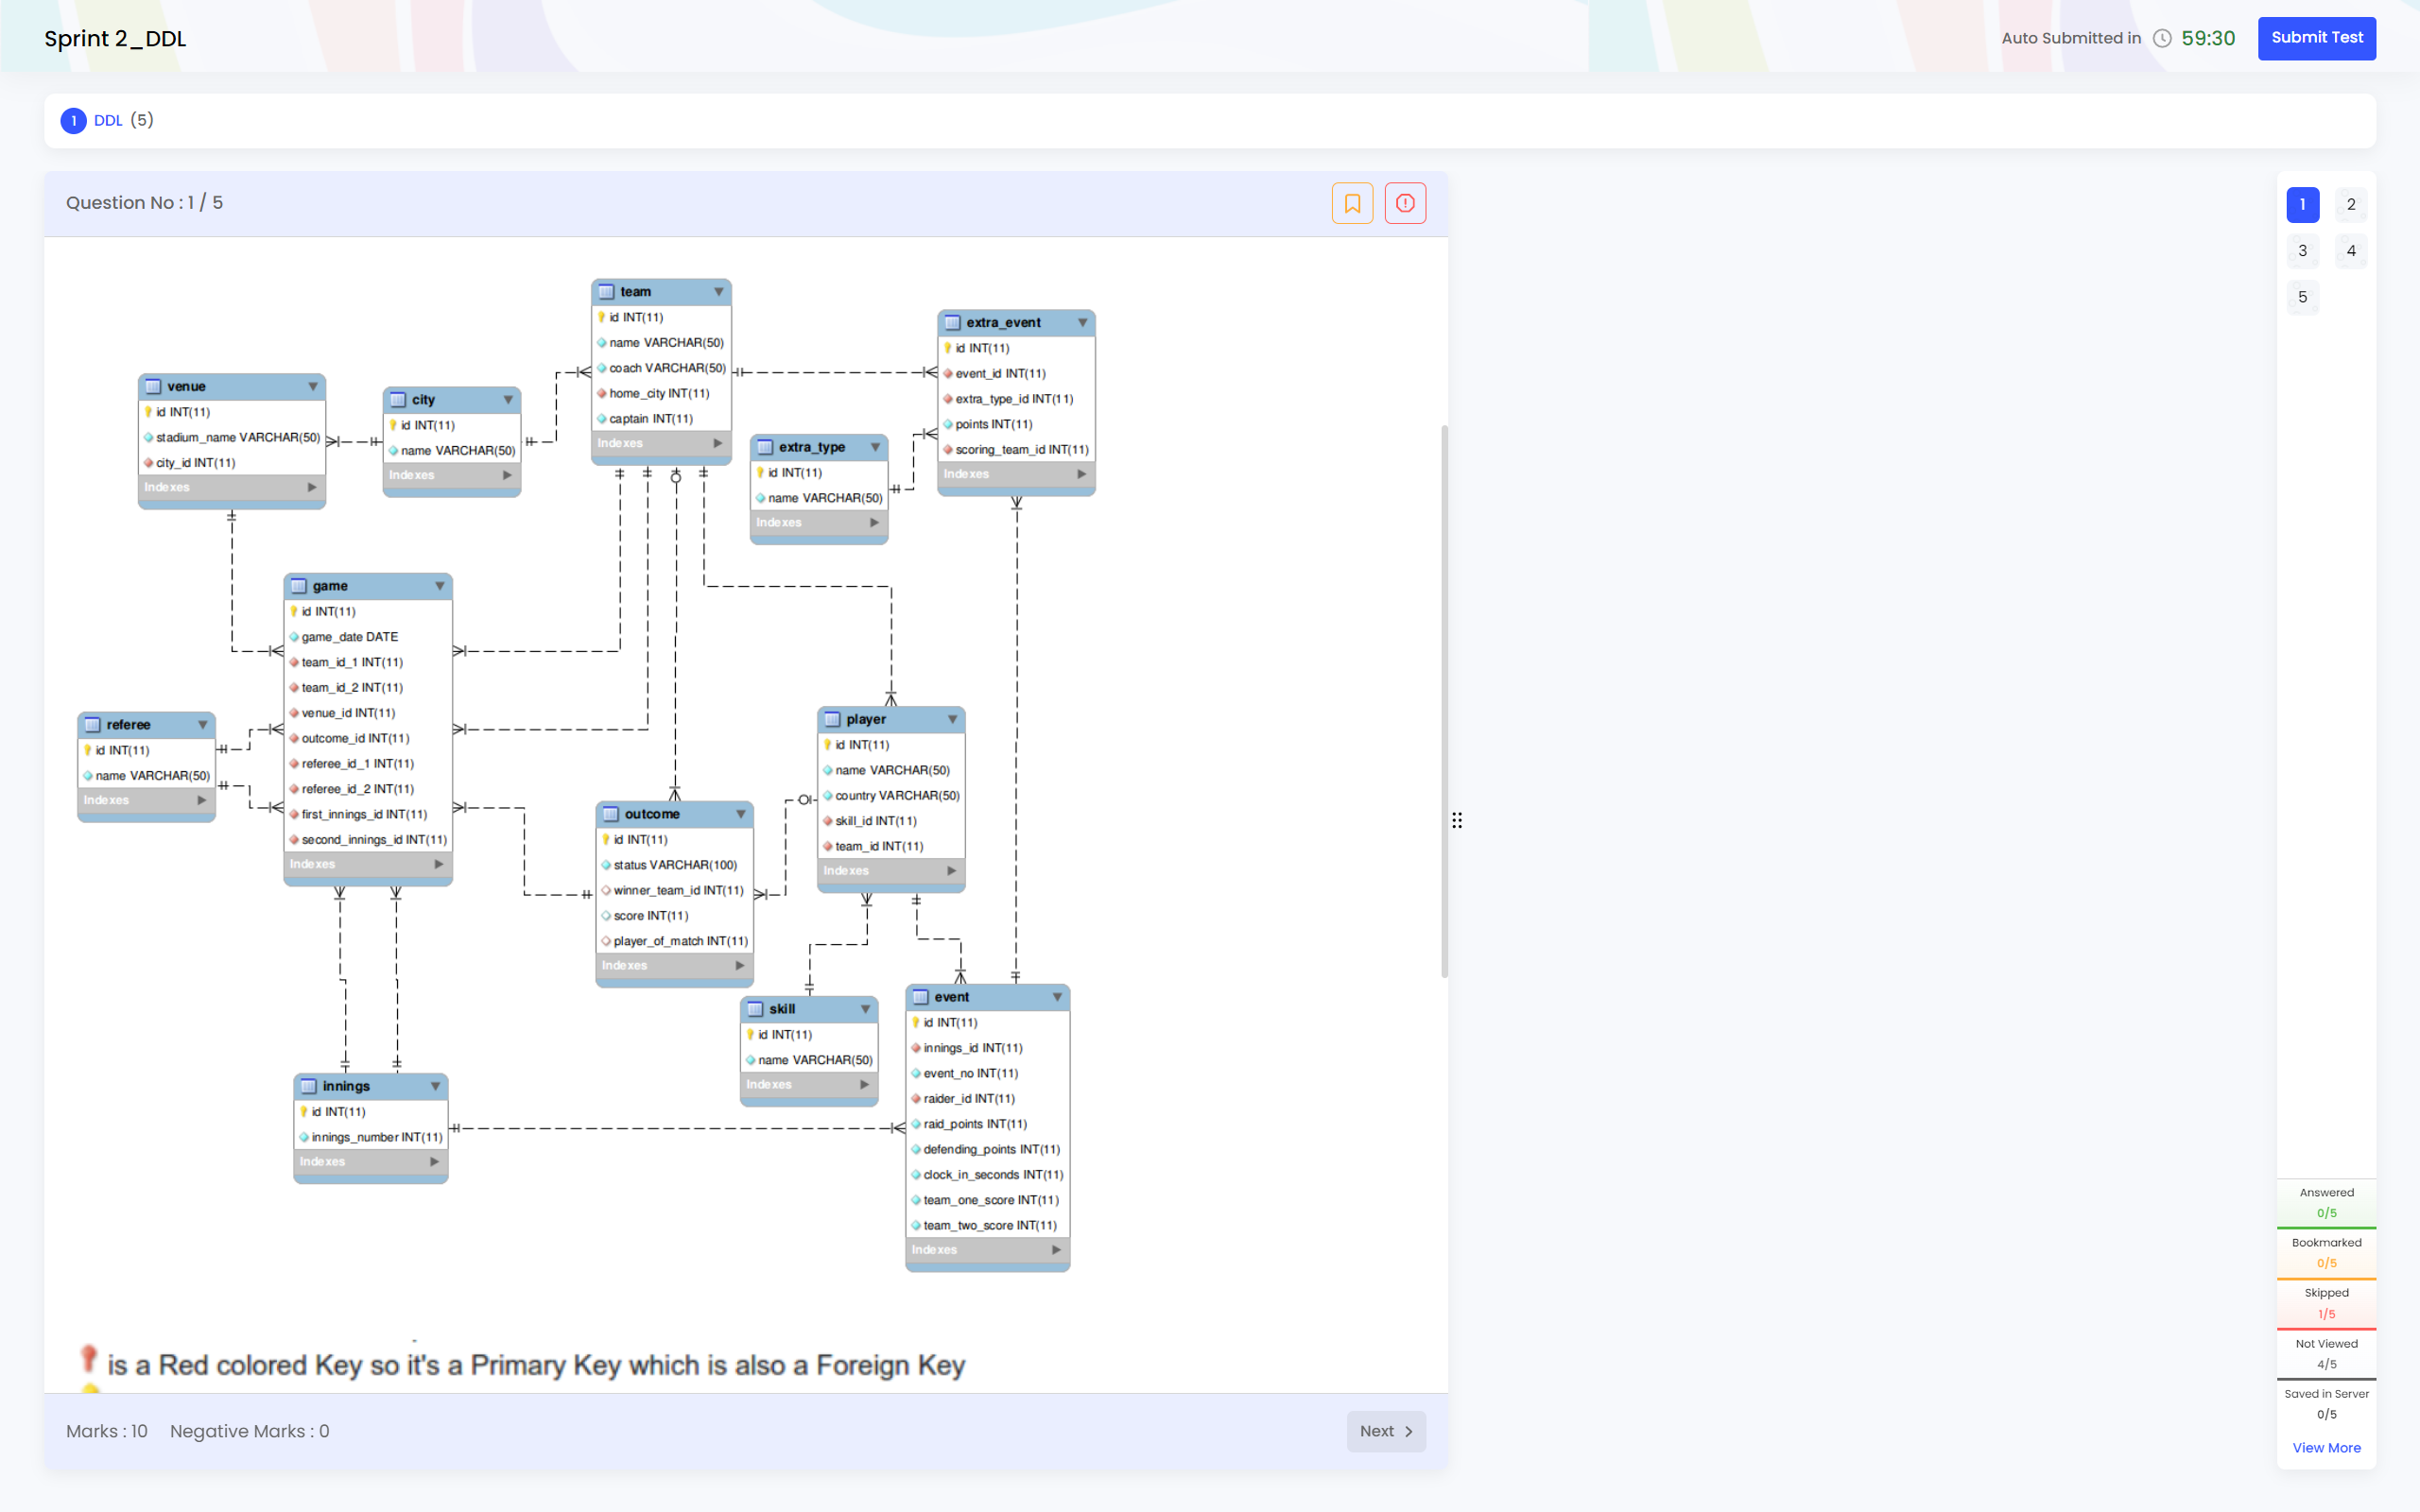 Sprint 2_DDL
Auto Submitted in 59:30
Submit Test
1 DDL (5)
Question No : 1 / 5
team
id INT(11)
name VARCHAR(50)
coach VARCHAR(50)
home_city INT(11)
captain INT(11)
Indexes
extra_event
id INT(11)
event_id INT(11)
extra_type_id INT(11)
points INT(11)
scoring_team_id INT(11)
Indexes
venue
id INT(11)
stadium_name VARCHAR(50)
city_id INT(11)
Indexes
city
id INT(11)
name VARCHAR(50)
Indexes
extra_type
id INT(11)
name VARCHAR(50)
Indexes
game
id INT(11)
game_date DATE
team_id_1 INT(11)
team_id_2 INT(11)
venue_id INT(11)
outcome_id INT(11)
referee_id_1 INT(11)
referee_id_2 INT(11)
first_innings_id INT(11)
second_innings_id INT(11)
Indexes
referee
id INT(11)
name VARCHAR(50)
Indexes
player
id INT(11)
name VARCHAR(50)
country VARCHAR(50)
skill_id INT(11)
team_id INT(11)
Indexes
outcome
id INT(11)
status VARCHAR(100)
winner_team_id INT(11)
score INT(11)
player_of_match INT(11)
Indexes
skill
id INT(11)
name VARCHAR(50)
Indexes
event
id INT(11)
innings_id INT(11)
event_no INT(11)
raider_id INT(11)
raid_points INT(11)
defending_points INT(11)
clock_in_seconds INT(11)
team_one_score INT(11)
team_two_score INT(11)
Indexes
innings
id INT(11)
innings_number INT(11)
Indexes
is a Red colored Key so it's a Primary Key which is also a Foreign Key
Marks : 10 Negative Marks : 0
Next
1 2
3 4
5
Answered
0/5
Bookmarked
0/5
Skipped
1/5
Not Viewed
4/5
Saved in Server
0/5
View More